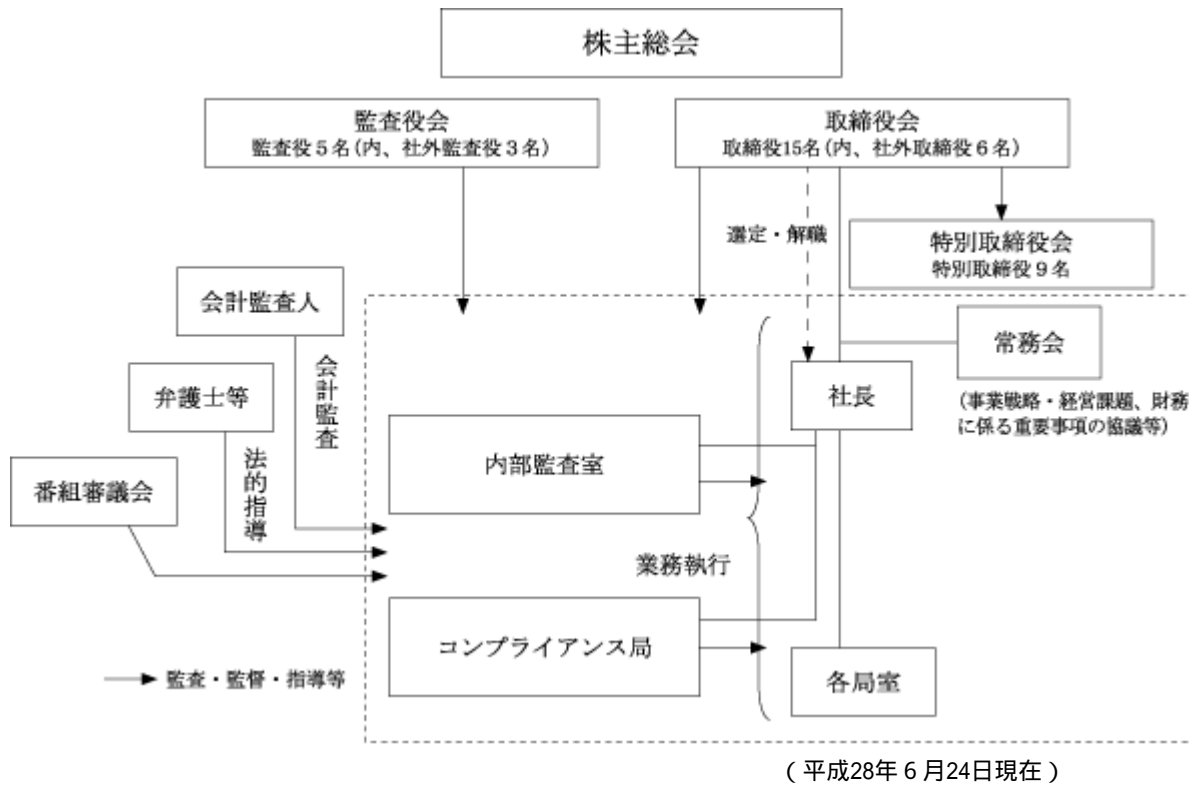 株主総会
監査役会
監査役５名(内、社外監査役３名)
取締役会
取締役15名(内、社外取締役６名)
選定・解職
特別取締役会
特別取締役９名
会計監査人
会計監査
常務会
(事業戦略・経営課題、財務
に係る重要事項の協議等)
社長
弁護士等
法的指導
番組審議会
内部監査室
業務執行
コンプライアンス局
各局室
監査・監督・指導等
（平成28年６月24日現在）